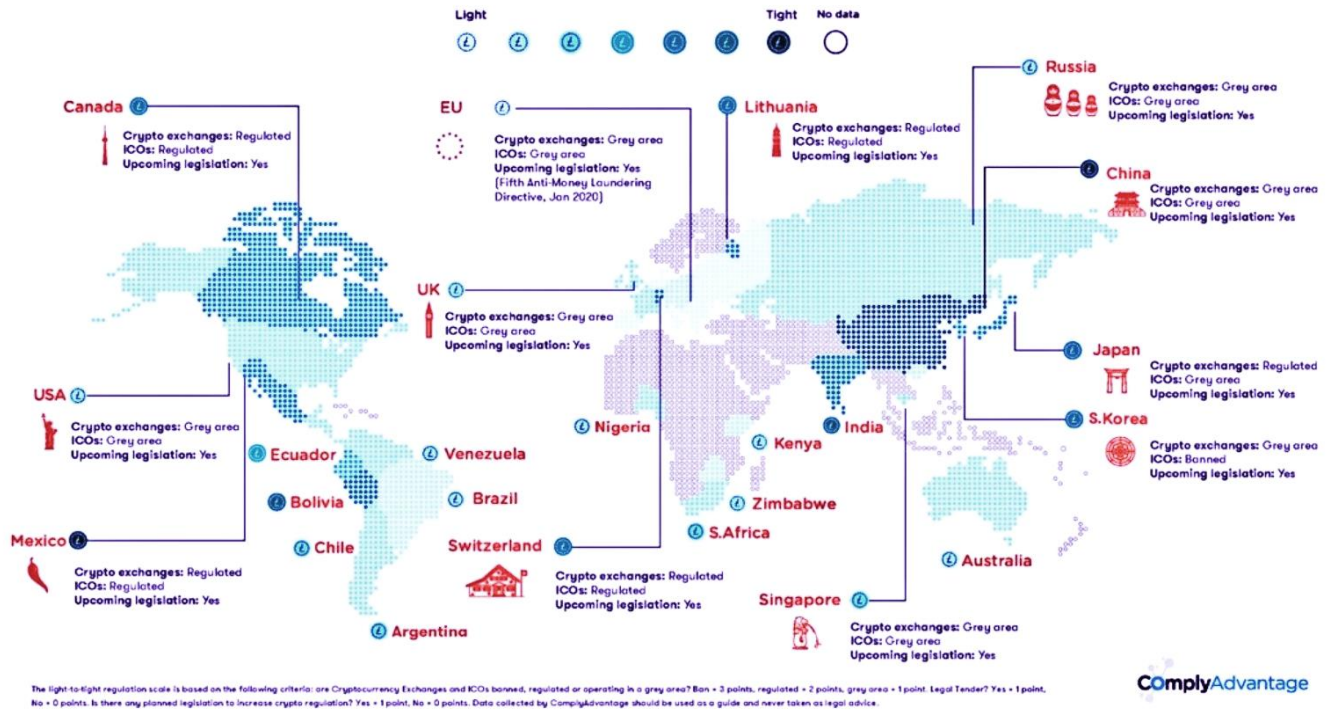 Light Tight No data
Russia
Crypto exchanges: Grey area
ICOs: Grey area
Upcoming legislation: Yes
Canada
Crypto exchanges: Regulated
ICOs: Regulated
Upcoming legislation: Yes
EU
Crypto exchanges: Grey area
ICOs: Grey area
Upcoming legislation: Yes
(Fifth Anti-Money Laundering
Directive, Jan 2020)
Lithuania
Crypto exchanges: Regulated
ICOs: Regulated
Upcoming legislation: Yes
China
Crypto exchanges: Grey area
ICOs: Grey area
Upcoming legislation: Yes
UK
Crypto exchanges: Grey area
ICOs: Grey area
Upcoming legislation: Yes
Japan
Crypto exchanges: Regulated
ICOs: Grey area
Upcoming legislation: Yes
USA
Crypto exchanges: Grey area
ICOs: Grey area
Upcoming legislation: Yes
S.Korea
Crypto exchanges: Grey area
ICOs: Banned
Upcoming legislation: Yes
Nigeria
India
Kenya
Ecuador
Venezuela
Bolivia
Brazil
Zimbabwe
S.Africa
Mexico
Crypto exchanges: Regulated
ICOs: Regulated
Upcoming legislation: Yes
Chile
Switzerland
Crypto exchanges: Regulated
ICOs: Regulated
Upcoming legislation: Yes
Australia
Singapore
Crypto exchanges: Grey area
ICOs: Grey area
Upcoming legislation: Yes
Argentina
The light-to-tight regulation scale is based on the following criteria: are Cryptocurrency Exchanges and ICOs banned, regulated or operating in a grey area? Ban = 3 points, regulated = 2 points, grey area = 1 point. Legal Tender? Yes = 1 point,
No = 0 points. Is there any planned legislation to increase crypto regulation? Yes = 1 point, No = 0 points. Data collected by ComplyAdvantage should be used as a guide and never taken as legal advice.
ComplyAdvantage